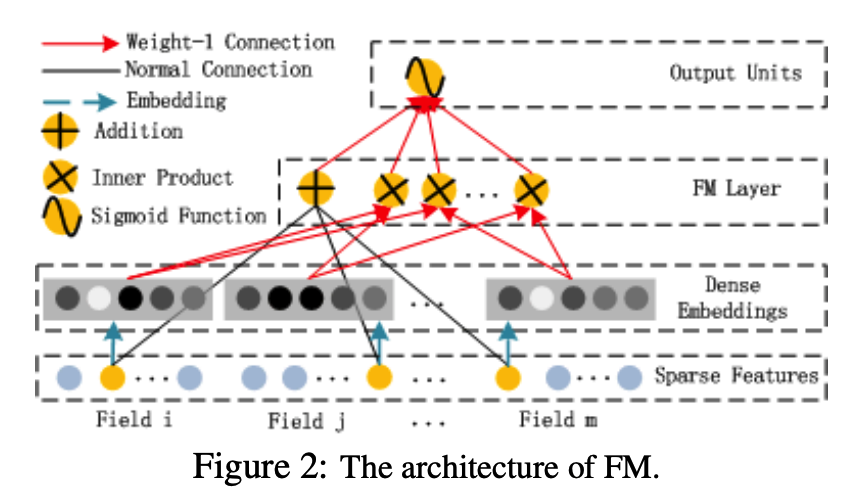 Weight-1 Connection
Normal Connection
Embedding
Addition
Inner Product
Sigmoid Function
Output Units
...
FM Layer
...
Dense
Embeddings
... ... ... ... Sparse Features
Field i Field j ... Field m
Figure 2: The architecture of FM.